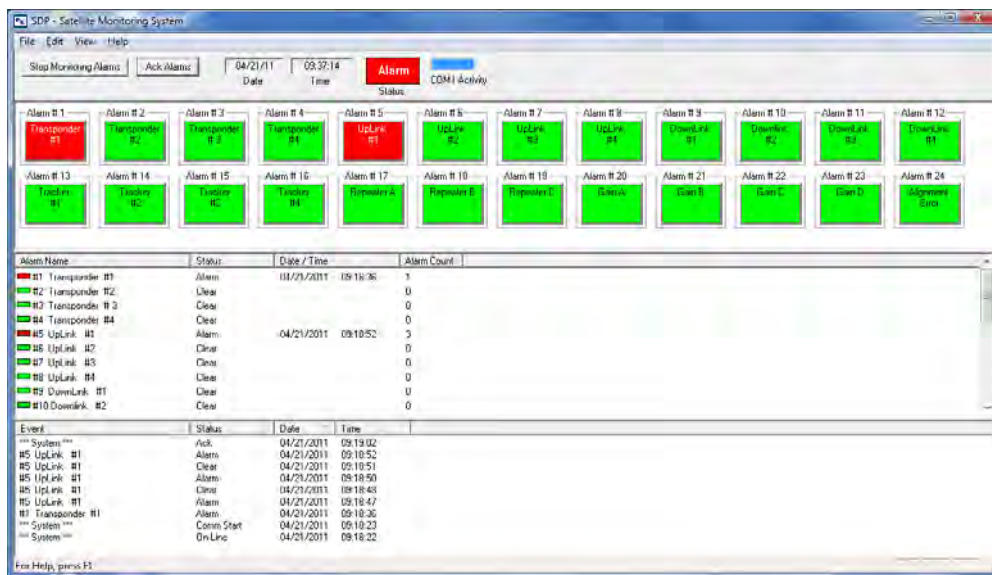 SDP - Satellite Monitoring System
File Edit View Help
Stop Monitoring Alarms Ack Alarms 04/21/11 09:37:14 Alarm
Date Time Status COM1 Activity
Alarm # 1 Alarm # 2 Alarm # 3 Alarm # 4 Alarm # 5 Alarm # 6 Alarm # 7 Alarm # 8 Alarm # 9 Alarm # 10 Alarm # 11 Alarm # 12
Transponder Transponder Transponder Transponder UpLink UpLink UpLink UpLink DownLink Downlink DownLink DownLink
#1 #2 # 3 #4 #1 #2 #3 #4 #1 #2 #3 #4
Alarm # 13 Alarm # 14 Alarm # 15 Alarm # 16 Alarm # 17 Alarm # 18 Alarm # 19 Alarm # 20 Alarm # 21 Alarm # 22 Alarm # 23 Alarm # 24
Tracker Tracker Tracker Tracker Repeater A Repeater B Repeater C Gain A Gain B Gain C Gain D Alignment
#1 #2 #2 #4 Error
Alarm Name Status Date / Time Alarm Count
#1 Transponder #1 Alarm 04/21/2011 09:18:36 1
#2 Transponder #2 Clear 0
#3 Transponder # 3 Clear 0
#4 Transponder #4 Clear 0
#5 UpLink #1 Alarm 04/21/2011 09:18:52 3
#6 UpLink #2 Clear 0
#7 UpLink #3 Clear 0
#8 UpLink #4 Clear 0
#9 DownLink #1 Clear 0
#10 Downlink #2 Clear 0
Event Status Date Time
*** System *** Ack 04/21/2011 09:19:02
#5 UpLink #1 Alarm 04/21/2011 09:18:52
#5 UpLink #1 Clear 04/21/2011 09:18:51
#5 UpLink #1 Alarm 04/21/2011 09:18:50
#5 UpLink #1 Clear 04/21/2011 09:18:48
#5 UpLink #1 Alarm 04/21/2011 09:18:47
#1 Transponder #1 Alarm 04/21/2011 09:18:36
*** System *** Comm Start 04/21/2011 09:18:23
*** System *** On Line 04/21/2011 09:18:22
For Help, press F1